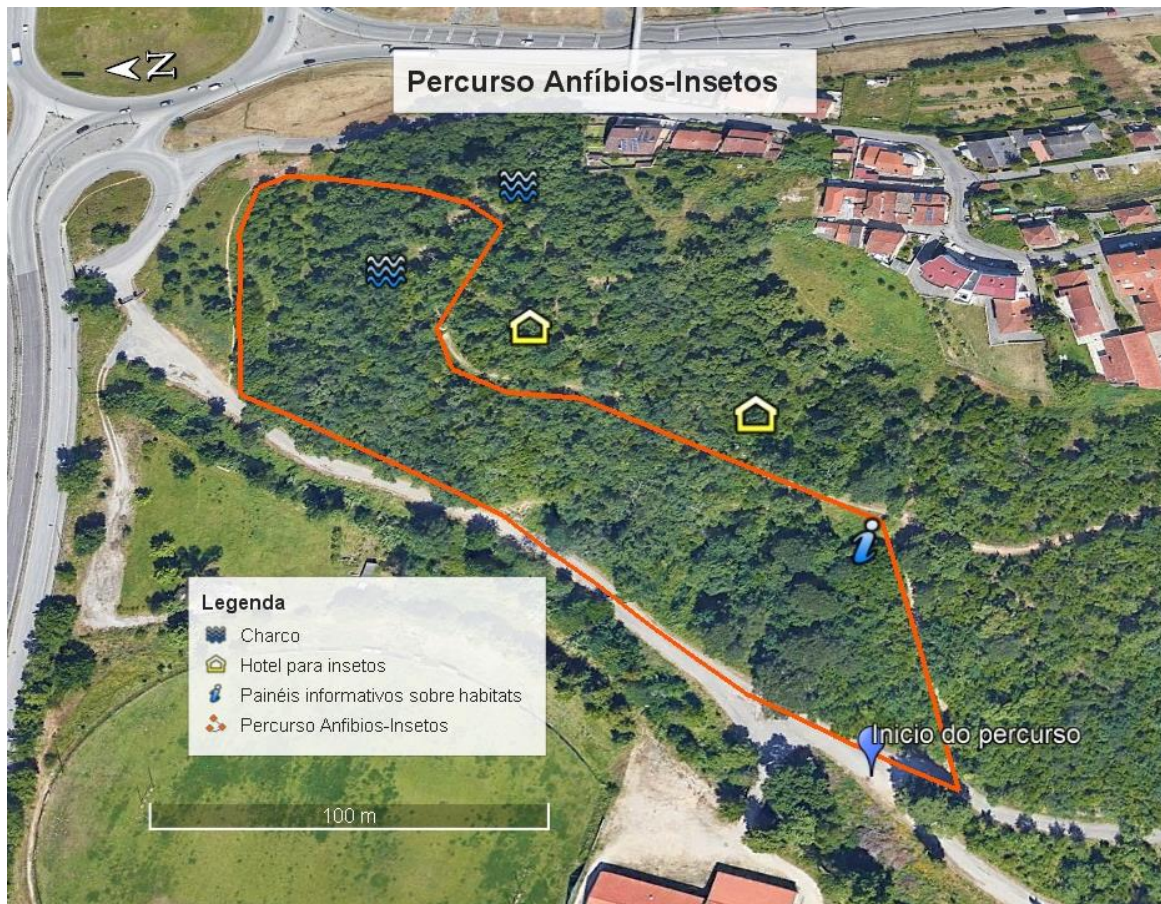 N
Percurso Anfíbios-Insetos
Inicio do percurso
Legenda
Charco
Hotel para insetos
Painéis informativos sobre habitats
Percurso Anfibios-Insetos
100 m